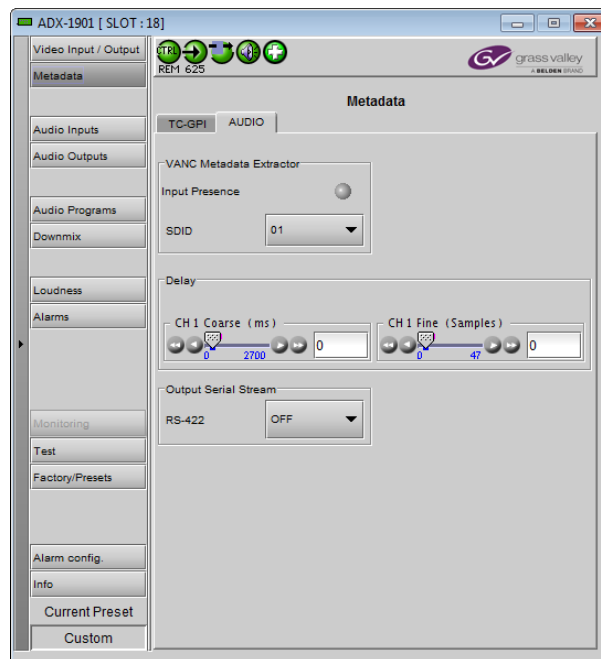 ADX-1901 [ SLOT : 18]
Video Input / Output
Metadata
Audio Inputs
Audio Outputs
Audio Programs
Downmix
Loudness
Alarms
Monitoring
Test
Factory/Presets
Alarm config.
Info
Current Preset
Custom
CTRL
REM 625
GV
grass valley
A BELDEN BRAND
Metadata
TC-GPI AUDIO
VANC Metadata Extractor
Input Presence
SDID 01
Delay
CH 1 Coarse (ms) CH 1 Fine (Samples)
0 2700 0 0 47 0
Output Serial Stream
RS-422 OFF